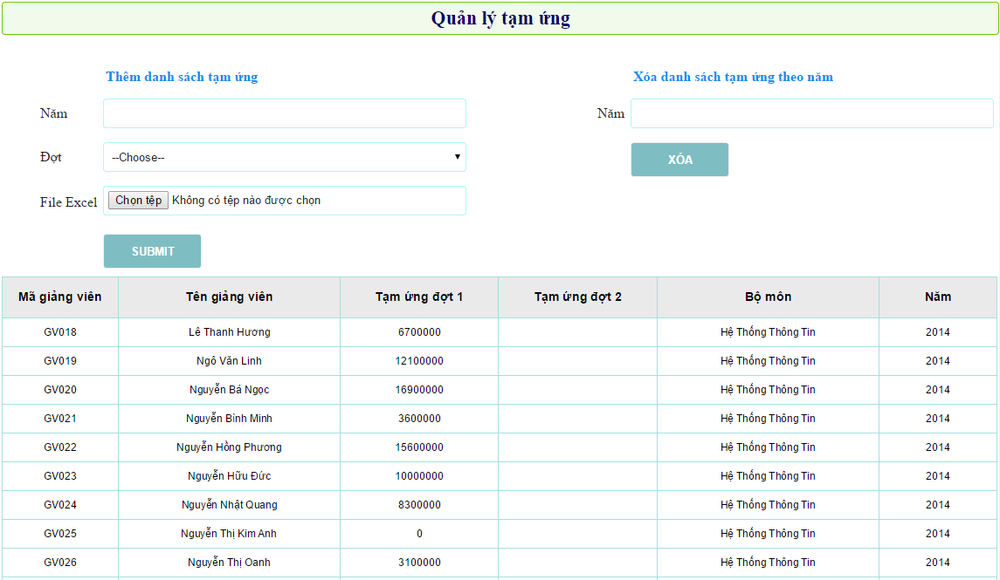 Quản lý tạm ứng
Thêm danh sách tạm ứng
Năm
Đợt --Choose--
File Excel Chọn tệp Không có tệp nào được chọn
SUBMIT
Xóa danh sách tạm ứng theo năm
Năm
XÓA
Mã giảng viên Tên giảng viên Tạm ứng đợt 1 Tạm ứng đợt 2 Bộ môn Năm
GV018 Lê Thanh Hương 6700000 Hệ Thống Thông Tin 2014
GV019 Ngô Văn Linh 12100000 Hệ Thống Thông Tin 2014
GV020 Nguyễn Bá Ngọc 16900000 Hệ Thống Thông Tin 2014
GV021 Nguyễn Bình Minh 3600000 Hệ Thống Thông Tin 2014
GV022 Nguyễn Hồng Phương 15600000 Hệ Thống Thông Tin 2014
GV023 Nguyễn Hữu Đức 10000000 Hệ Thống Thông Tin 2014
GV024 Nguyễn Nhật Quang 8300000 Hệ Thống Thông Tin 2014
GV025 Nguyễn Thị Kim Anh 0 Hệ Thống Thông Tin 2014
GV026 Nguyễn Thị Oanh 3100000 Hệ Thống Thông Tin 2014